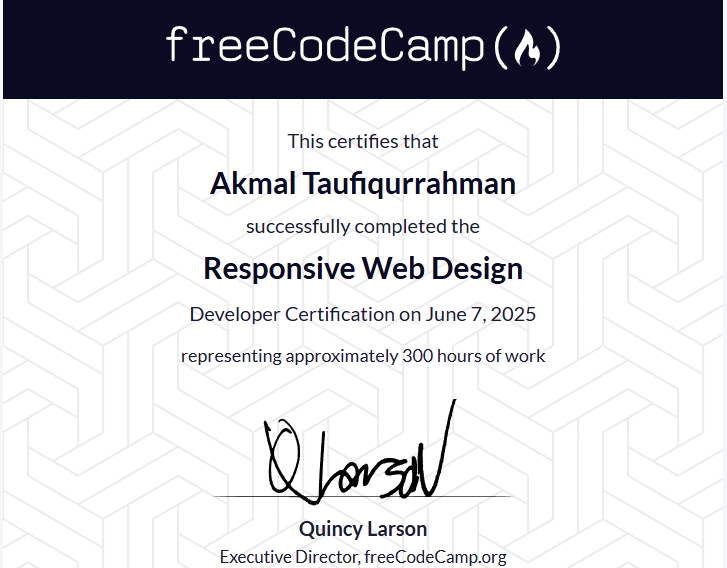 freeCodeCamp
This certifies that
Akmal Taufiqurrahman
successfully completed the
Responsive Web Design
Developer Certification on June 7, 2025
representing approximately 300 hours of work
Q Larson
Quincy Larson
Executive Director, freeCodeCamp.org